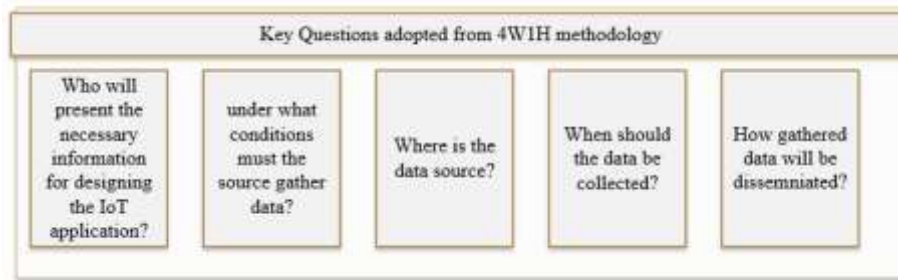 Key Questions adopted from 4W1H methodology
Who will
present the
necessary
information
for designing
the IoT
application?
under what
conditions
must the
source gather
data?
Where is the
data source?
When should
the data be
collected?
How gathered
data will be
dissemniated?